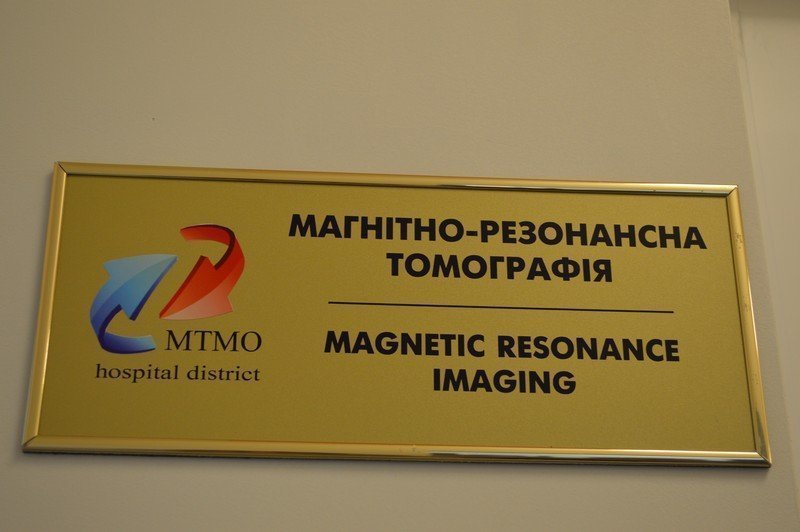 МАГНІТНО-РЕЗОНАНСНА
ТОМОГРАФІЯ
MAGNETIC RESONANCE
IMAGING
MTMO
hospital district